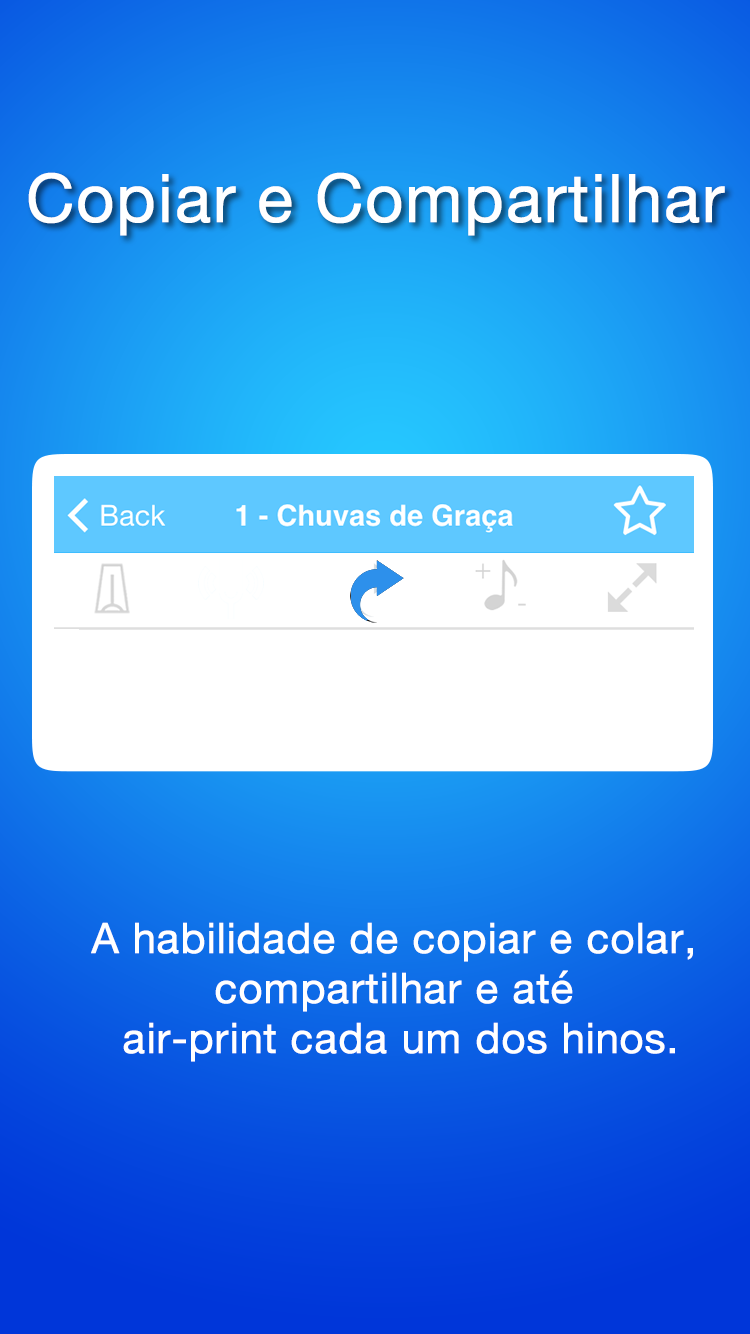 Copiar e Compartilhar
Back
1 - Chuvas de Graça
A habilidade de copiar e colar,
compartilhar e até
air-print cada um dos hinos.